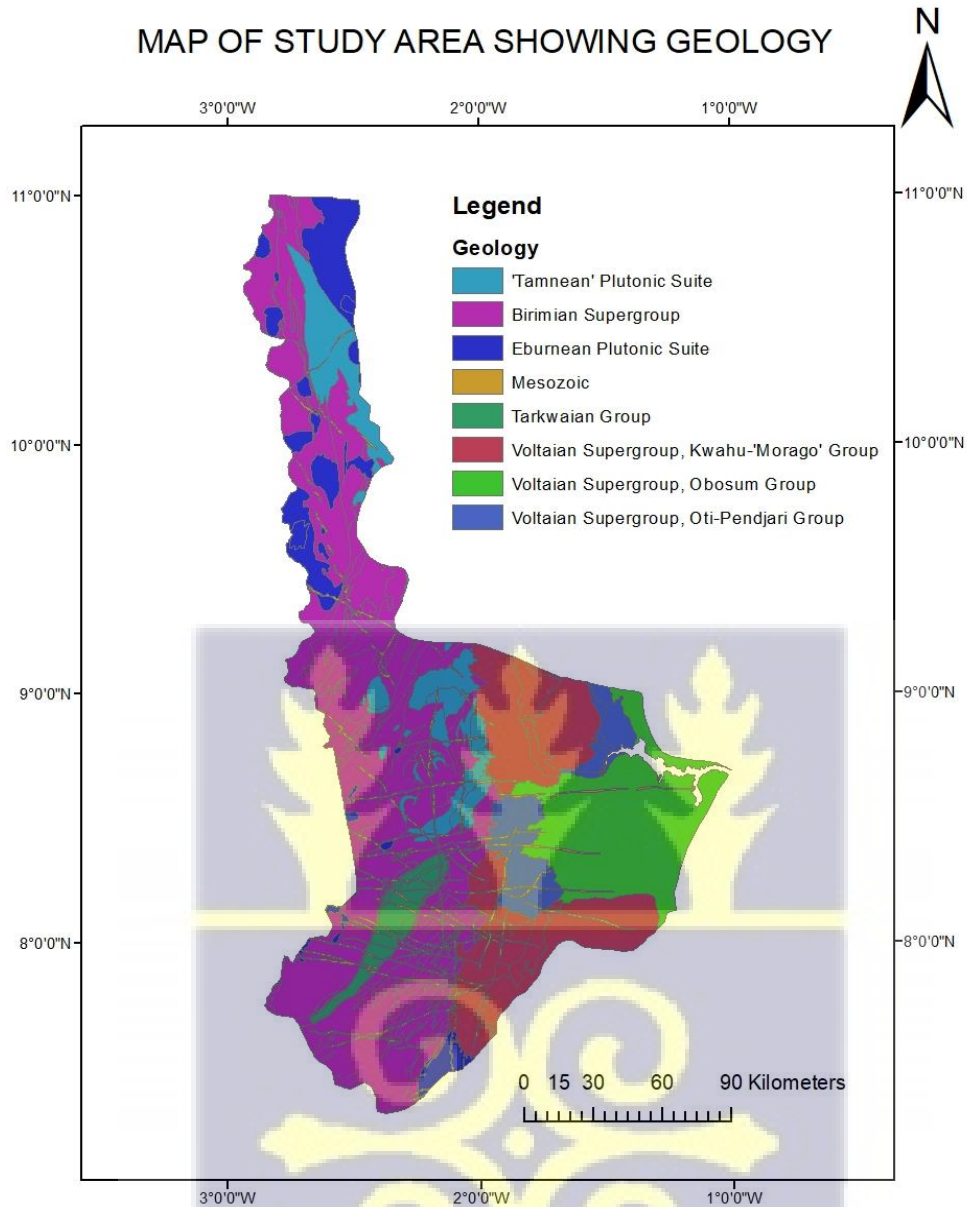 MAP OF STUDY AREA SHOWING GEOLOGY
N
3°0'0"W 2°0'0"W 1°0'0"W
11°0'0"N 11°0'0"N
Legend
Geology
'Tamnean' Plutonic Suite
Birimian Supergroup
Eburnean Plutonic Suite
Mesozoic
Tarkwaian Group
Voltaian Supergroup, Kwahu-'Morago' Group
Voltaian Supergroup, Obosum Group
Voltaian Supergroup, Oti-Pendjari Group
10°0'0"N 10°0'0"N
9°0'0"N 9°0'0"N
8°0'0"N 8°0'0"N
0 15 30 60 90 Kilometers
3°0'0"W 2°0'0"W 1°0'0"W